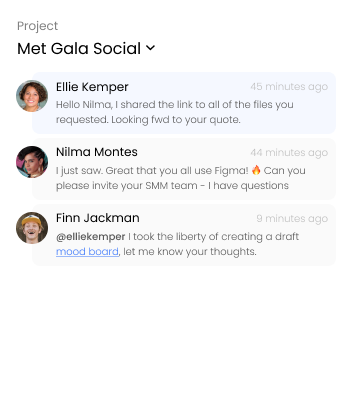 Project
Met Gala Social
Ellie Kemper
45 minutes ago
Hello Nilma, I shared the link to all of the files you
requested. Looking fwd to your quote.
Nilma Montes
44 minutes ago
I just saw. Great that you all use Figma! 🔥 Can you
please invite your SMM team - I have questions
Finn Jackman
9 minutes ago
@elliekemper I took the liberty of creating a draft
mood board, let me know your thoughts.